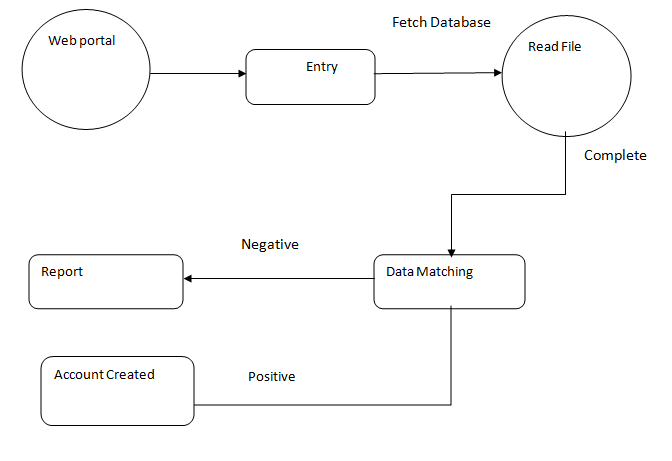 Fetch Database
Web portal
Entry
Read File
Complete
Negative
Report
Data Matching
Account Created
Positive